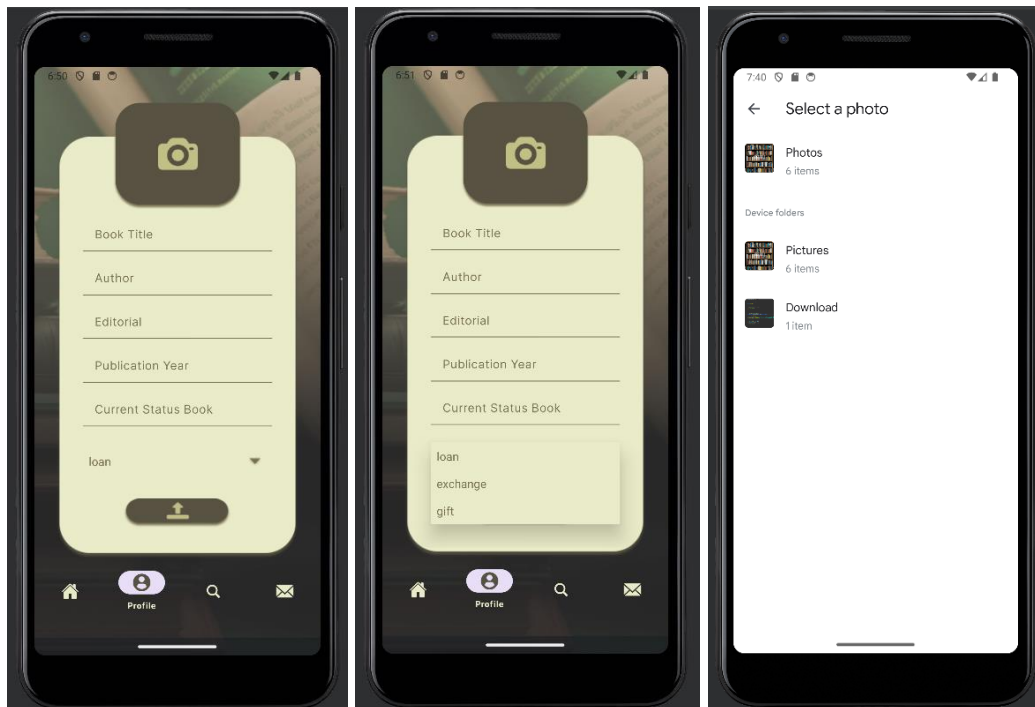 6:50
Book Title
Author
Editorial
Publication Year
Current Status Book
loan
Profile
6:51
Book Title
Author
Editorial
Publication Year
Current Status Book
loan
exchange
gift
Profile
7:40
Select a photo
Photos
6 items
Device folders
Pictures
6 items
Download
1 item